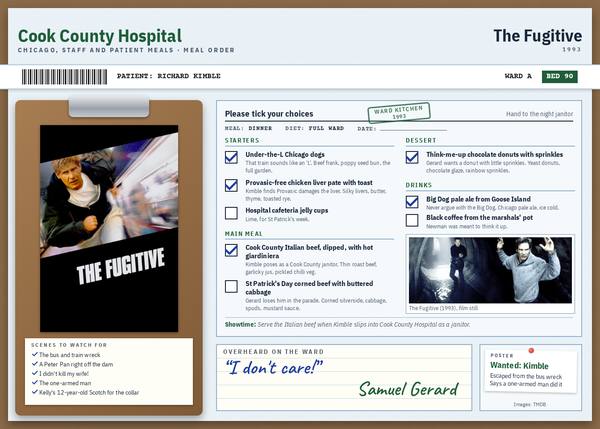 Cook County Hospital
CHICAGO, STAFF AND PATIENT MEALS · MEAL ORDER
The Fugitive
1993
PATIENT: RICHARD KIMBLE
WARD A
BED 90
THE FUGITIVE
SCENES TO WATCH FOR
The bus and train wreck
A Peter Pan right off the dam
I didn't kill my wife!
The one-armed man
Kelly's 12-year-old Scotch for the collar
Please tick your choices
WARD KITCHEN
1993
Hand to the night janitor
MEAL: DINNER DIET: FULL WARD DATE:
STARTERS
Under-the-L Chicago dogs
That train sounds like an 'L'. Beef frank, poppy seed bun, the
full garden.
Provasic-free chicken liver pate with toast
Kimble finds Provasic damages the liver. Silky livers, butter,
thyme, toasted rye.
Hospital cafeteria jelly cups
Lime, for St Patrick's week.
MAIN MEAL
Cook County Italian beef, dipped, with hot
giardiniera
Kimble poses as a Cook County janitor. Thin roast beef,
garlicky jus, pickled chilli veg.
St Patrick's Day corned beef with buttered
cabbage
Gerard loses him in the parade. Corned silverside, cabbage,
spuds, mustard sauce.
DESSERT
Think-me-up chocolate donuts with sprinkles
Gerard wants a donut with little sprinkles. Yeast donuts,
chocolate glaze, rainbow sprinkles.
DRINKS
Big Dog pale ale from Goose Island
Never argue with the Big Dog. Chicago pale ale, ice cold.
Black coffee from the marshals' pot
Newman was meant to think it up.
The Fugitive (1993), film still.
Showtime: Serve the Italian beef when Kimble slips into Cook County Hospital as a janitor.
OVERHEARD ON THE WARD
“I don't care!”
Samuel Gerard
POSTER
Wanted: Kimble
Escaped from the bus wreck
Says a one-armed man did it
Images: TMDB